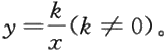 y = k/x (k ≠ 0)。